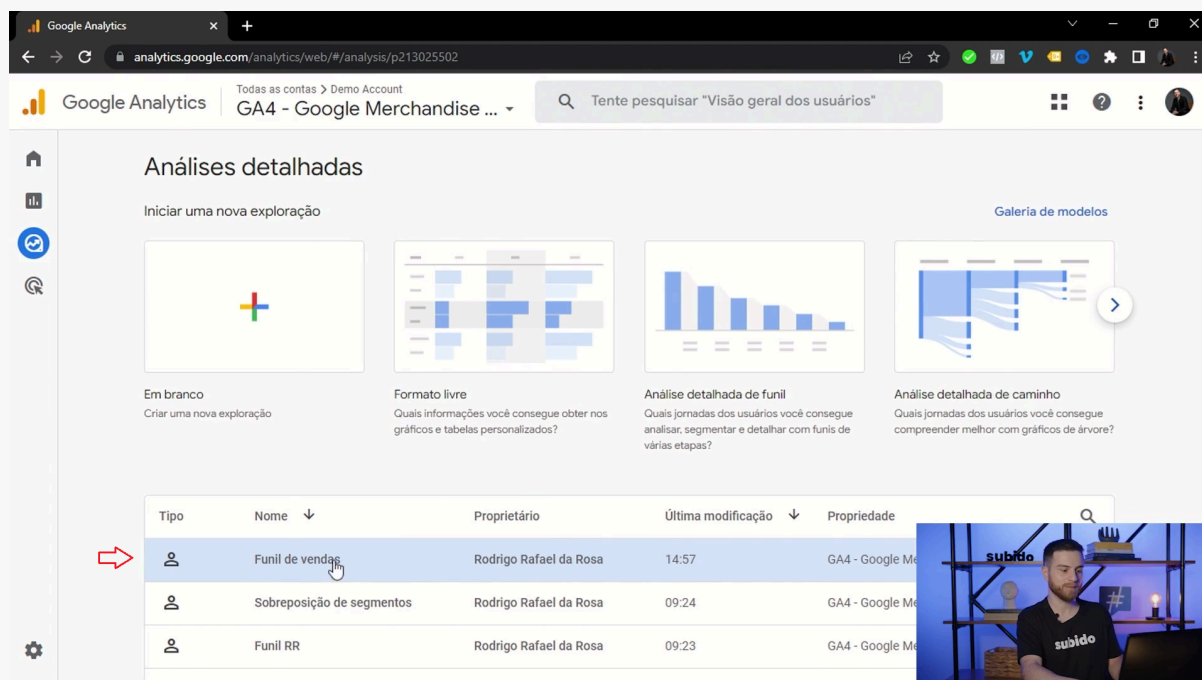 Google Analytics
analytics.google.com/analytics/web/#/analysis/p213025502
Google Analytics
Todas as contas > Demo Account
GA4 - Google Merchandise ...
Tente pesquisar "Visão geral dos usuários"
Análises detalhadas
Iniciar uma nova exploração
Galeria de modelos
Em branco
Criar uma nova exploração
Formato livre
Quais informações você consegue obter nos
gráficos e tabelas personalizados?
Análise detalhada de funil
Quais jornadas dos usuários você consegue
analisar, segmentar e detalhar com funis de
várias etapas?
Análise detalhada de caminho
Quais jornadas dos usuários você consegue
compreender melhor com gráficos de árvore?
Tipo Nome Proprietário Última modificação Propriedade
Funil de vendas Rodrigo Rafael da Rosa 14:57 GA4 - Google Me
Sobreposição de segmentos Rodrigo Rafael da Rosa 09:24 GA4 - Google Me
Funil RR Rodrigo Rafael da Rosa 09:23 GA4 - Google Me
subido
#
subido